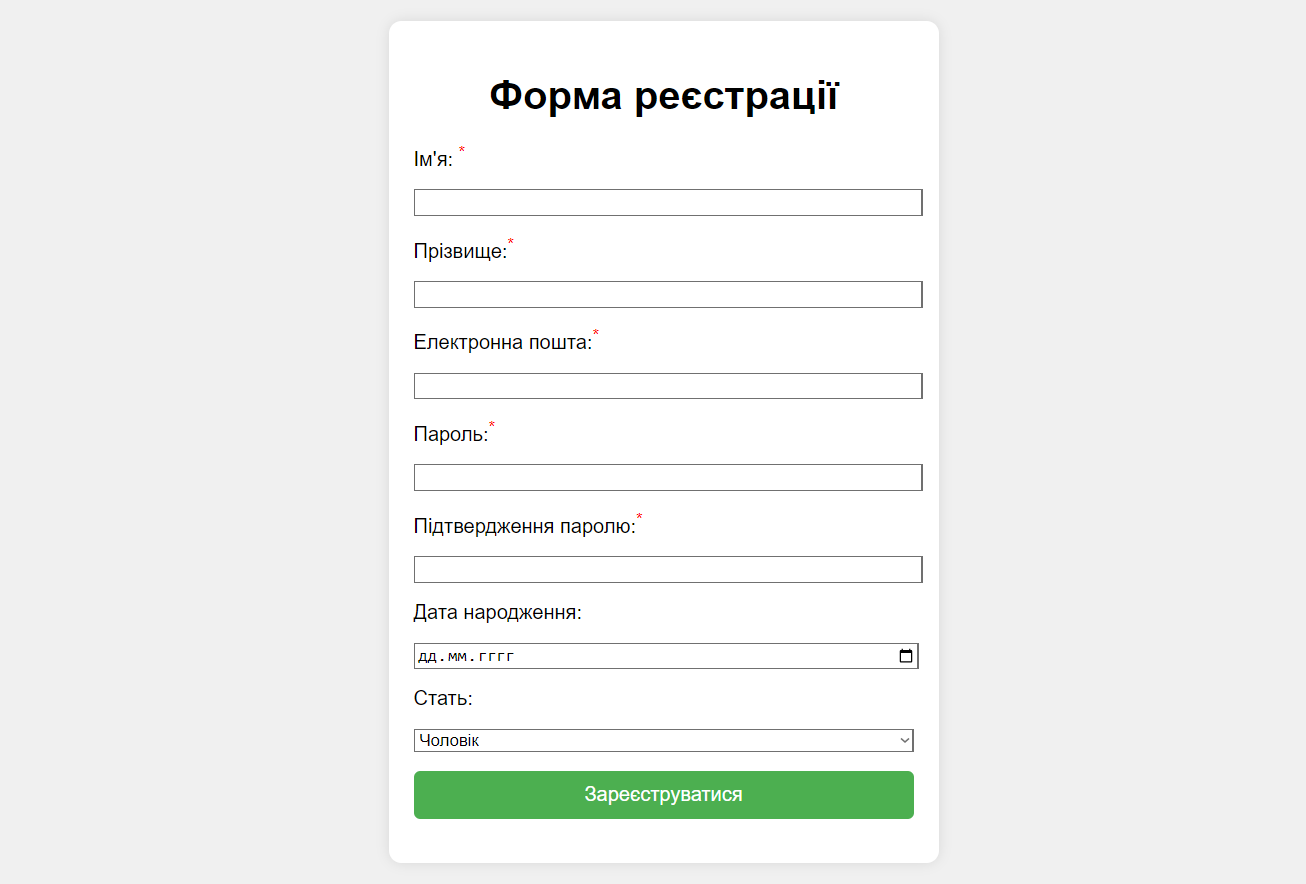 Форма реєстрації
Ім'я: *
Прізвище:*
Електронна пошта:*
Пароль:*
Підтвердження паролю:*
Дата народження:
дд.мм.гггг
Стать:
Чоловік
Зареєструватися